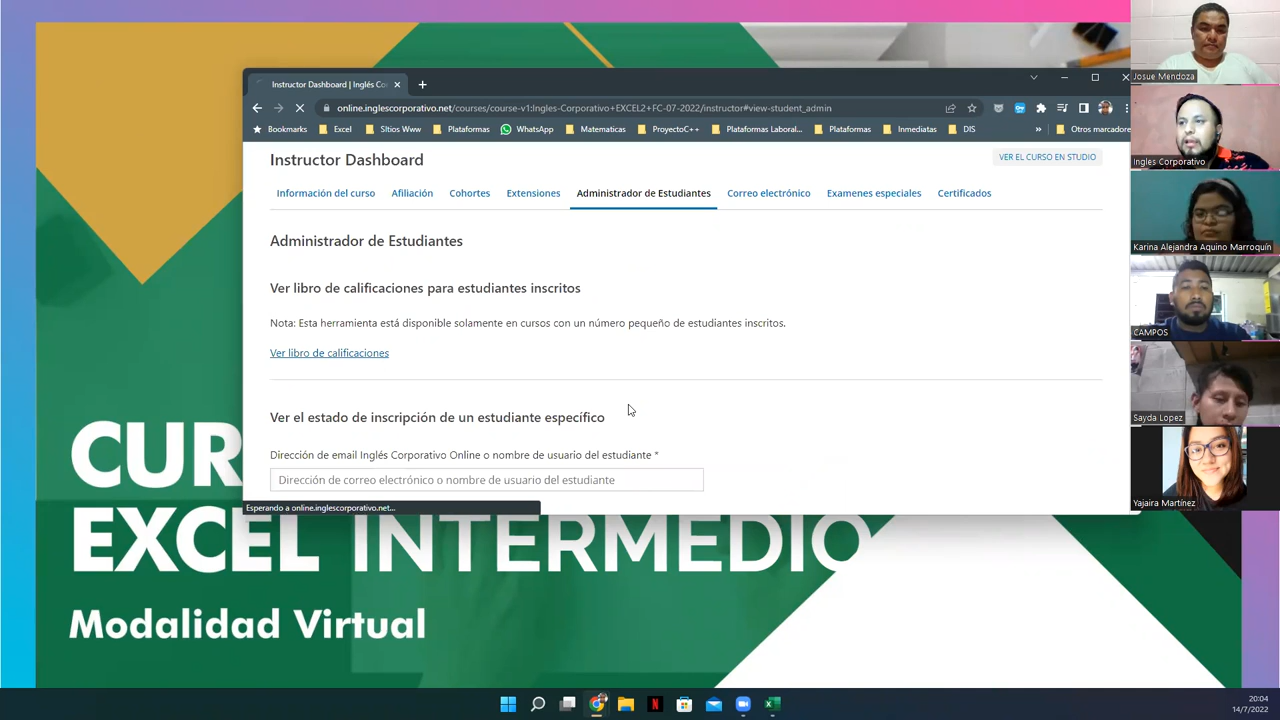 Instructor Dashboard | Inglés Co
online.inglescorporativo.net/courses/course-v1:Ingles-Corporativo+EXCEL2+FC-07-2022/instructor#view-student_admin
Bookmarks Excel SItios Www Plataformas WhatsApp Matematicas ProyectoC++ Plataformas Laboral... Plataformas Inmediatas DIS » Otros marcadores
Instructor Dashboard
VER EL CURSO EN STUDIO
Información del curso Afiliación Cohortes Extensiones Administrador de Estudiantes Correo electrónico Examenes especiales Certificados
Administrador de Estudiantes
Ver libro de calificaciones para estudiantes inscritos
Nota: Esta herramienta está disponible solamente en cursos con un número pequeño de estudiantes inscritos.
Ver libro de calificaciones
Ver el estado de inscripción de un estudiante específico
Dirección de email Inglés Corporativo Online o nombre de usuario del estudiante *
Dirección de correo electrónico o nombre de usuario del estudiante
Esperando a online.inglescorporativo.net...
CUR
EXCEL INTERMEDIO
Modalidad Virtual
Josue Mendoza
Ingles Corporativo
Karina Alejandra Aquino Marroquín
CAMPOS
Sayda Lopez
Yajaira Martínez
20:04
14/7/2022